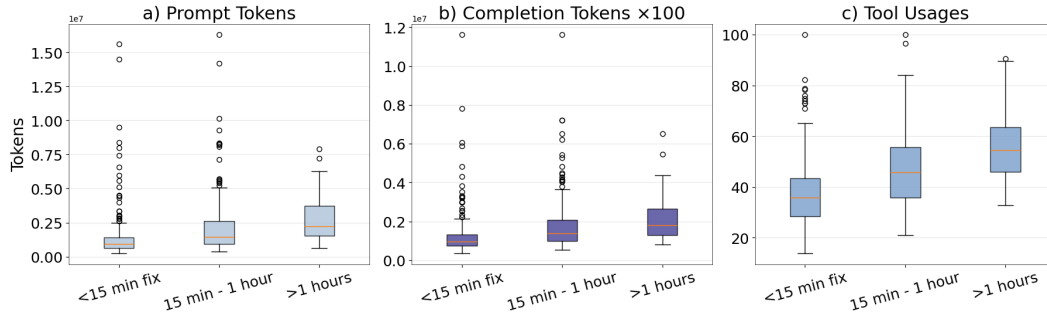 a) Prompt Tokens
1e7
Tokens
1.50
1.25
1.00
0.75
0.50
0.25
0.00
<15 min fix
15 min - 1 hour
>1 hours
b) Completion Tokens ×100
1e7
1.2
1.0
0.8
0.6
0.4
0.2
0.0
<15 min fix
15 min - 1 hour
>1 hours
c) Tool Usages
100
80
60
40
20
<15 min fix
15 min - 1 hour
>1 hours